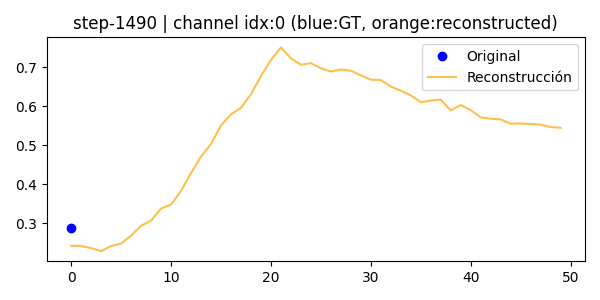 step-1490 | channel idx:0 (blue:GT, orange:reconstructed)
Original
Reconstrucción
0.7
0.6
0.5
0.4
0.3
0 10 20 30 40 50